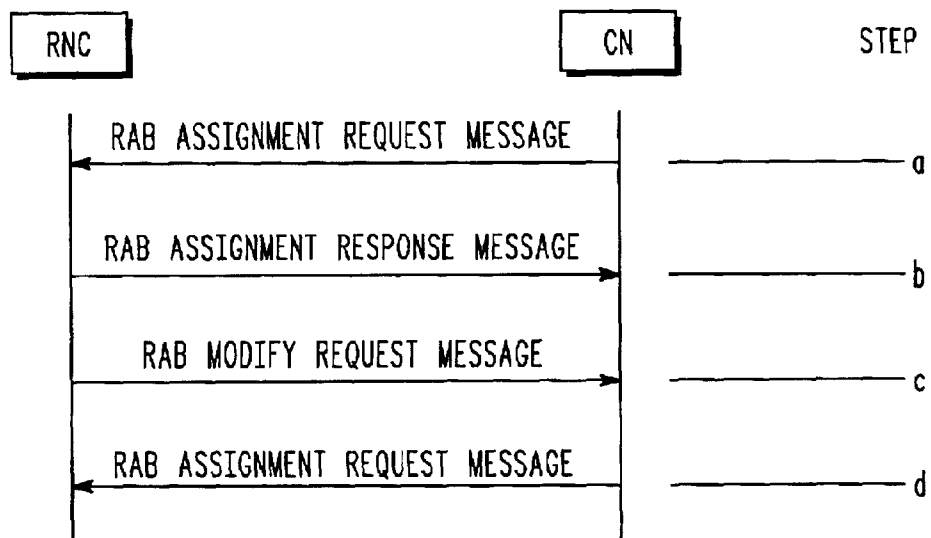 RNC
CN
STEP
RAB ASSIGNMENT REQUEST MESSAGE
a
RAB ASSIGNMENT RESPONSE MESSAGE
b
RAB MODIFY REQUEST MESSAGE
c
RAB ASSIGNMENT REQUEST MESSAGE
d